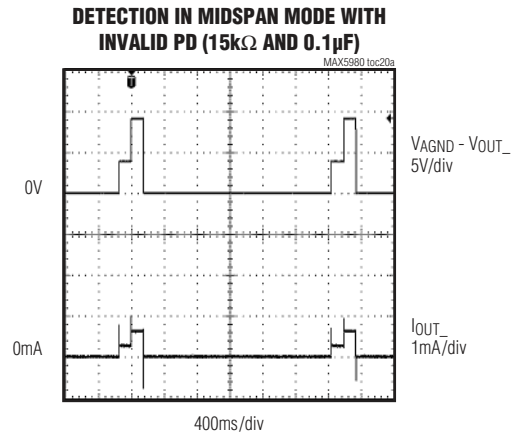 DETECTION IN MIDSPAN MODE WITH
INVALID PD (15kΩ AND 0.1µF)
MAX5980 toc20a
T
VAGND - VOUT_
5V/div
0V
IOUT_
1mA/div
0mA
400ms/div